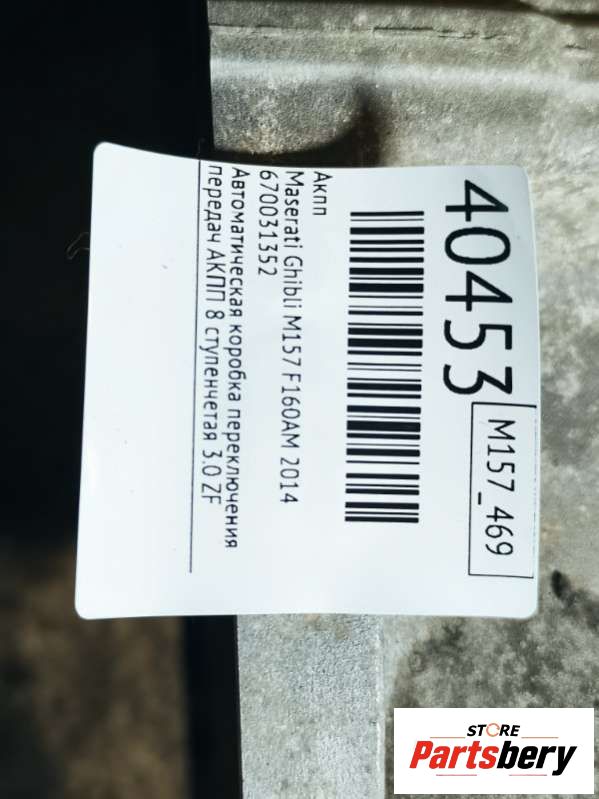 40453
M157_469
Акпп
Maserati Ghibli M157 F160AM 2014
670031352
Автоматическая коробка переключения
передач АКПП 8 ступенчетая 3.0 ZF
STORE
Partsbery